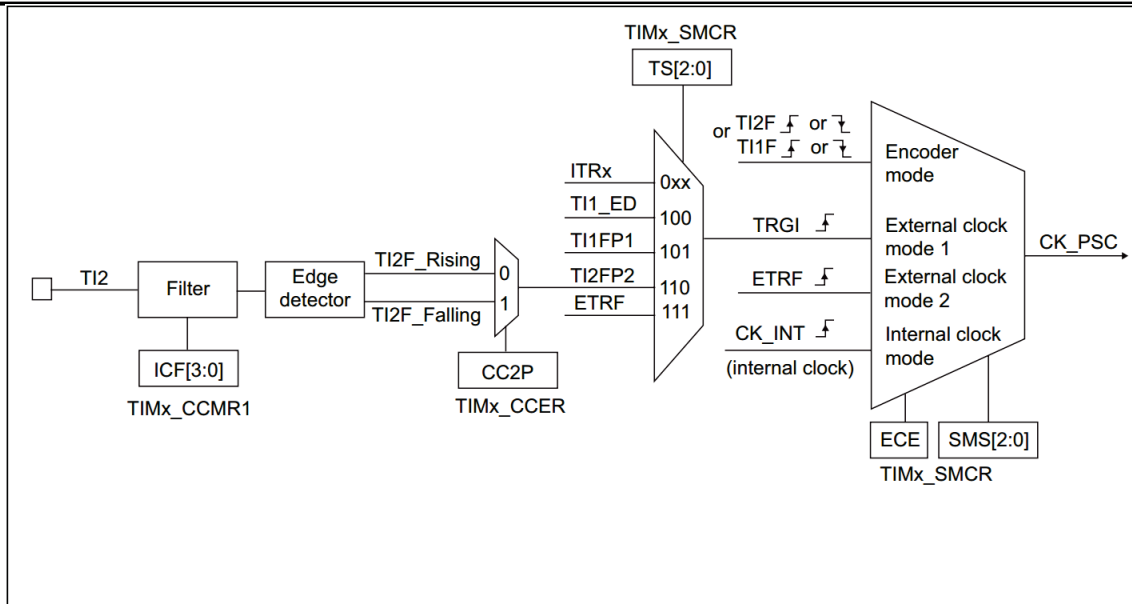 TIMx_SMCR
TS[2:0]
or TI2F or
TI1F or
Encoder
mode
ITRx
0xx
TI1_ED
100
TRGI
External clock
mode 1
CK_PSC
TI1FP1
101
TI2
Filter
Edge
detector
TI2F_Rising
0
TI2F_Falling
1
TI2FP2
110
ETRF
111
ETRF
External clock
mode 2
CK_INT
(internal clock)
Internal clock
mode
ICF[3:0]
TIMx_CCMR1
CC2P
TIMx_CCER
ECE
SMS[2:0]
TIMx_SMCR